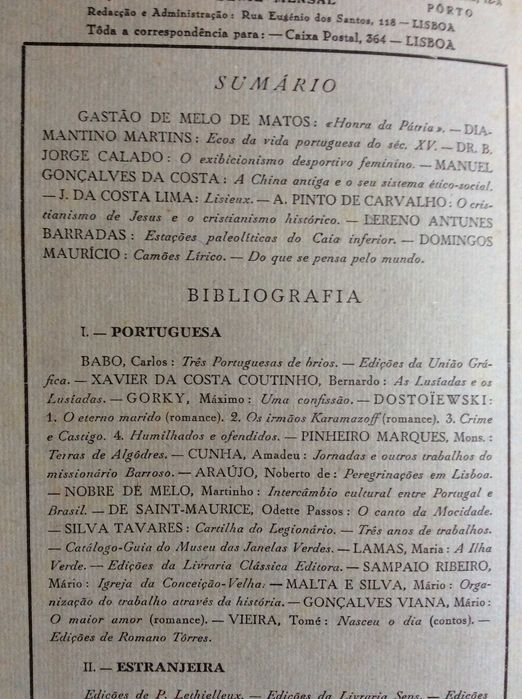 MENSAL
PÔRTO
Redacção e Administração : Rua Eugénio dos Santos, 118 — LISBOA
Tôda a correspondência para : — Caixa Postal, 364 — LISBOA
SUMÁRIO
GASTÃO DE MELO DE MATOS : «Honra da Pátria». — DIA-
MANTINO MARTINS : Ecos da vida portuguesa do séc. XV. — DR. B.
JORGE CALADO : O exibicionismo desportivo feminino. — MANUEL
GONÇALVES DA COSTA : A China antiga e o seu sistema ético-social.
— J. DA COSTA LIMA : Lisieux. — A. PINTO DE CARVALHO : O cris-
tianismo de Jesus e o cristianismo histórico. — LERENO ANTUNES
BARRADAS : Estações paleolíticas do Caia inferior. — DOMINGOS
MAURÍCIO : Camões Lírico. — Do que se pensa pelo mundo.
BIBLIOGRAFIA
I. — PORTUGUESA
BABO, Carlos : Três Portuguesas de brios. — Edições da União Grá-
fica. — XAVIER DA COSTA COUTINHO, Bernardo : As Lusíadas e os
Lusíadas. — GORKY, Máximo : Uma confissão. — DOSTOÏEWSKI :
1. O eterno marido (romance). 2. Os irmãos Karamazoff (romance). 3. Crime
e Castigo. 4. Humilhados e ofendidos. — PINHEIRO MARQUES, Mons. :
Terras de Algôdres. — CUNHA, Amadeu : Jornadas e outros trabalhos do
missionário Barroso. — ARAÚJO, Noberto de : Peregrinações em Lisboa.
— NOBRE DE MELO, Martinho : Intercâmbio cultural entre Portugal e
Brasil. — DE SAINT-MAURICE, Odette Passos : O canto da Mocidade.
— SILVA TAVARES : Cartilha do Legionário. — Três anos de trabalhos.
— Catálogo-Guia do Museu das Janelas Verdes. — LAMAS, Maria : A Ilha
Verde. — Edições da Livraria Clássica Editora. — SAMPAIO RIBEIRO,
Mário : Igreja da Conceição-Velha. — MALTA E SILVA, Mário : Orga-
nização do trabalho através da história. — GONÇALVES VIANA, Mário :
O maior amor (romance). — VIEIRA, Tomé : Nasceu o dia (contos). —
Edições de Romano Tôrres.
II. — ESTRANJEIRA
Edições de P. Lethielleux. — Edições da Livraria Sens. — Edições